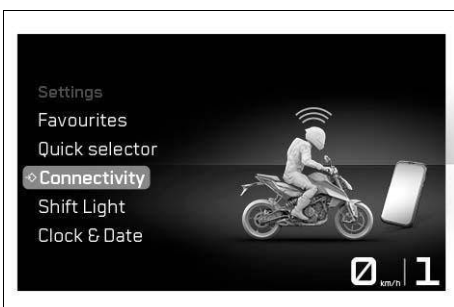 Settings
Favourites
Quick selector
Connectivity
Shift Light
Clock & Date
0 km/h 1